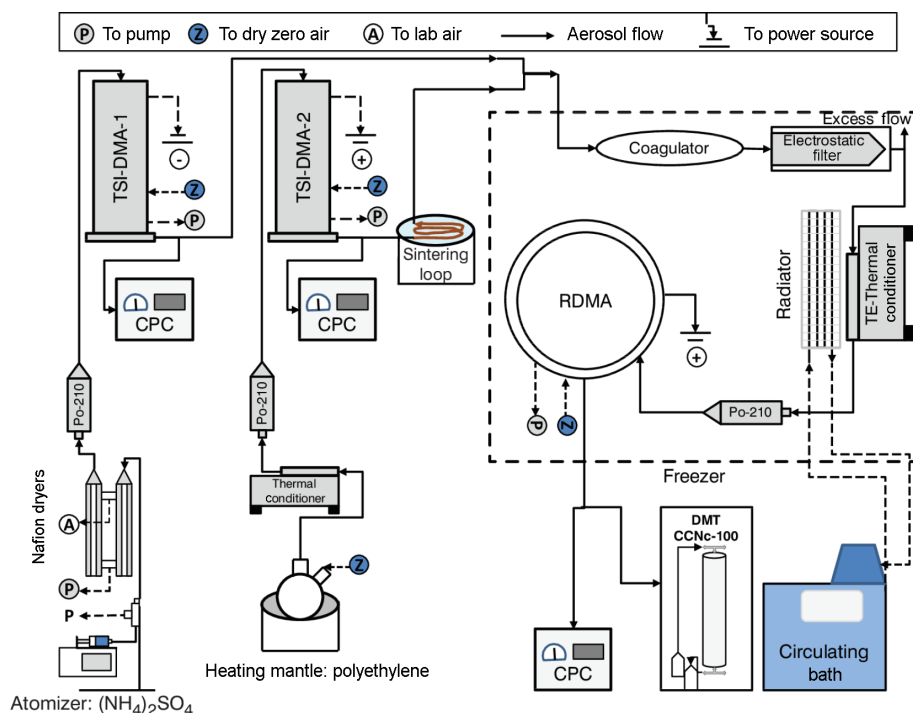 P To pump Z To dry zero air A To lab air Aerosol flow To power source
TSI-DMA-1
-
Z
P
CPC
TSI-DMA-2
+
Z
P
CPC
Sintering
loop
Coagulator
Electrostatic
filter
Excess flow
RDMA
+
P
Z
Radiator
TE-Thermal
conditioner
Po-210
Freezer
Po-210
Po-210
Nafion dryers
A
P
P
Thermal
conditioner
Z
Heating mantle: polyethylene
Atomizer: (NH₄)₂SO₄
CPC
DMT
CCNc-100
Circulating
bath